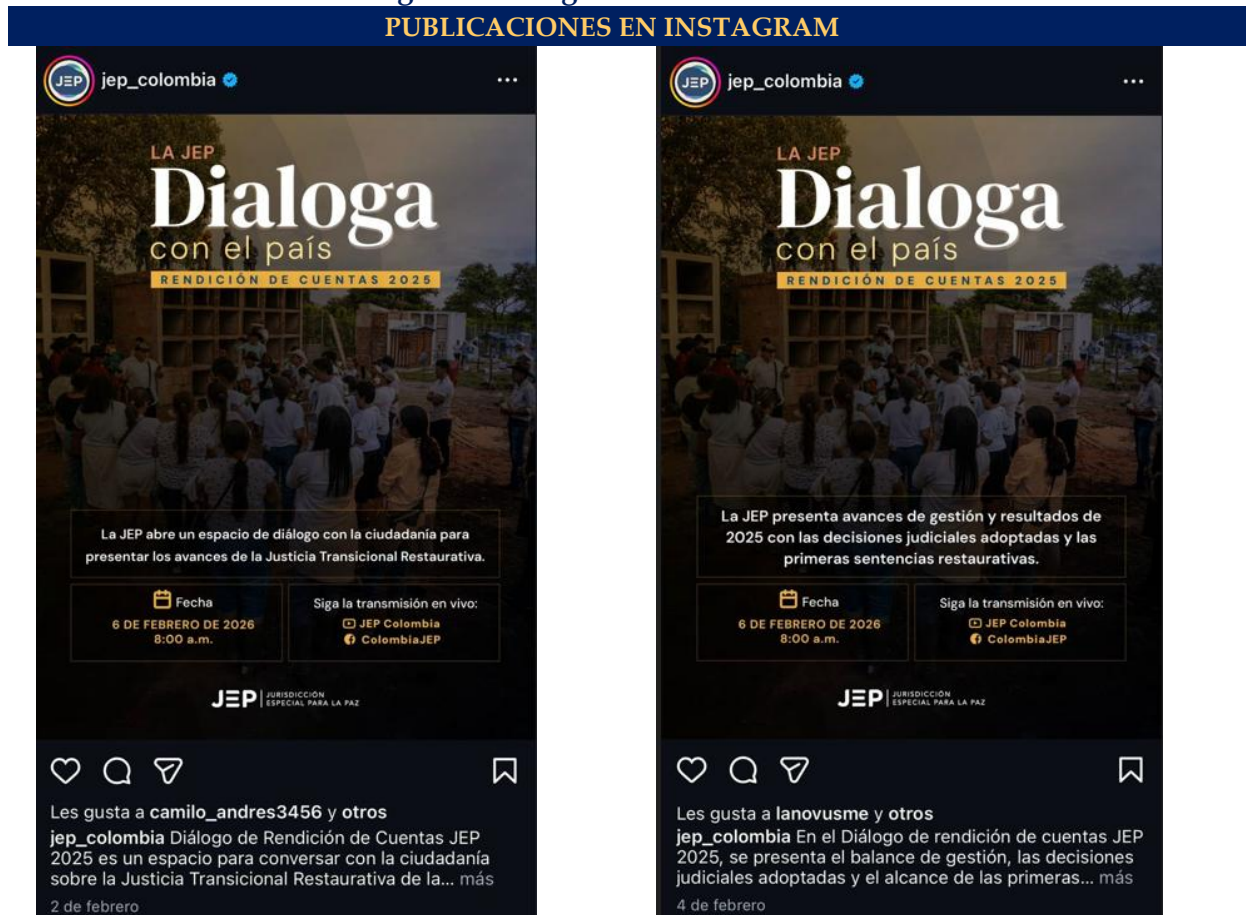 PUBLICACIONES EN INSTAGRAM
JEP
jep_colombia
LA JEP
Dialoga
con el país
RENDICIÓN DE CUENTAS 2025
La JEP abre un espacio de diálogo con la ciudadanía para
presentar los avances de la Justicia Transicional Restaurativa.
Fecha
6 DE FEBRERO DE 2026
8:00 a.m.
Siga la transmisión en vivo:
JEP Colombia
ColombiaJEP
JEP JURISDICCIÓN
ESPECIAL PARA LA PAZ
Les gusta a camilo_andres3456 y otros
jep_colombia Diálogo de Rendición de Cuentas JEP
2025 es un espacio para conversar con la ciudadanía
sobre la Justicia Transicional Restaurativa de la... más
2 de febrero
JEP
jep_colombia
LA JEP
Dialoga
con el país
RENDICIÓN DE CUENTAS 2025
La JEP presenta avances de gestión y resultados de
2025 con las decisiones judiciales adoptadas y las
primeras sentencias restaurativas.
Fecha
6 DE FEBRERO DE 2026
8:00 a.m.
Siga la transmisión en vivo:
JEP Colombia
ColombiaJEP
JEP JURISDICCIÓN
ESPECIAL PARA LA PAZ
Les gusta a lanovusme y otros
jep_colombia En el Diálogo de rendición de cuentas JEP
2025, se presenta el balance de gestión, las decisiones
judiciales adoptadas y el alcance de las primeras... más
4 de febrero